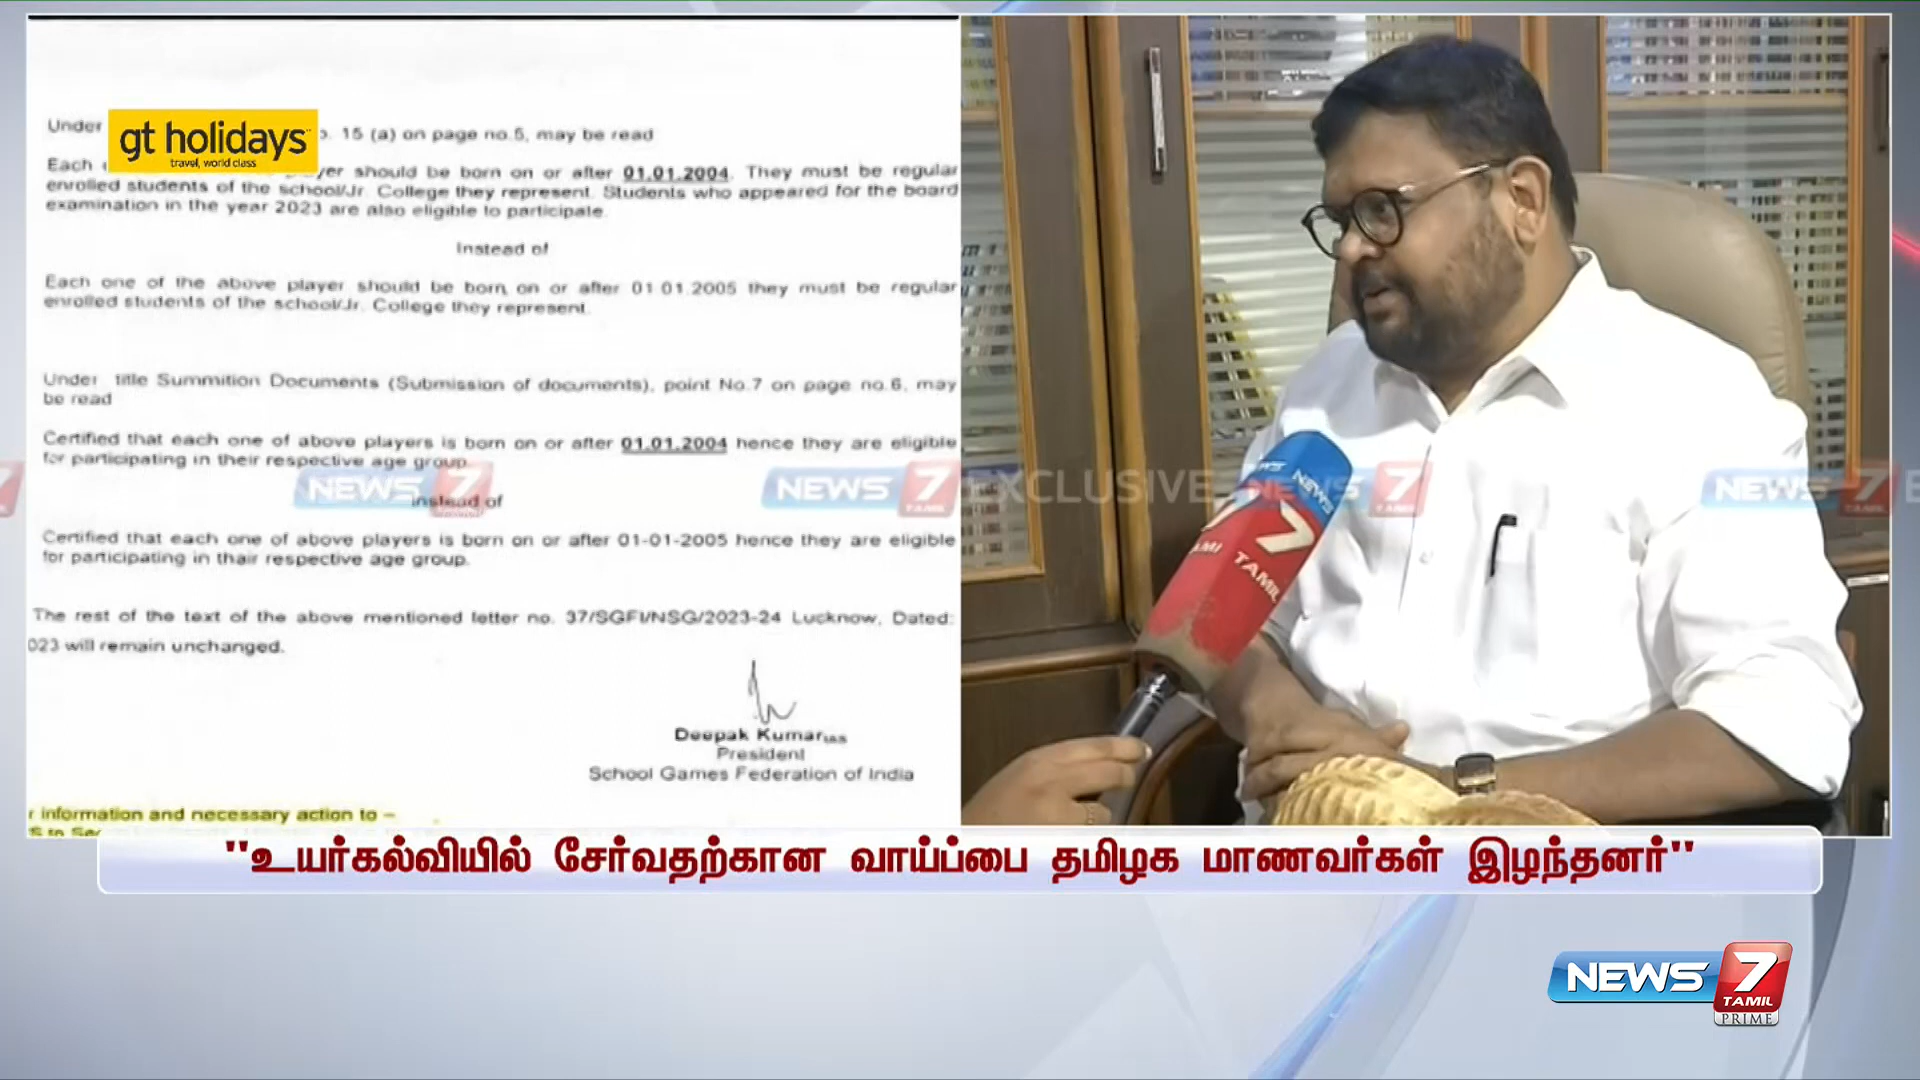 Under
gt holidays
travel, world class
15 (a) on page no.5, may be read
Each
yer should be born on or after 01.01.2004. They must be regular
enrolled students of the school/Jr. College they represent. Students who appeared for the board
examination in the year 2023 are also eligible to participate.
Instead of
Each one of the above player should be born on or after 01.01.2005 they must be regular
enrolled students of the school/Jr. College they represent.
Under title Summition Documents (Submission of documents), point No.7 on page no.6, may
be read
Certified that each one of above players is born on or after 01.01.2004 hence they are eligible
for participating in their respective age group.
NEWS 7 TAMIL
NEWS 7 TAMIL
EXCLUSIVE
NEWS 7 TAMIL
NEWS 7 TAMIL
instead of
Certified that each one of above players is born on or after 01-01-2005 hence they are eligible
for participating in thair respective age group.
The rest of the text of the above mentioned letter no. 37/SGFI/NSG/2023-24 Lucknow, Dated:
023 will remain unchanged.
Deepak Kumar IAS
President
School Games Federation of India
r information and necessary action to –
NEWS
7
TAMIL
"உயர்கல்வியில் சேர்வதற்கான வாய்ப்பை தமிழக மாணவர்கள் இழந்தனர்"
NEWS 7
TAMIL
PRIME